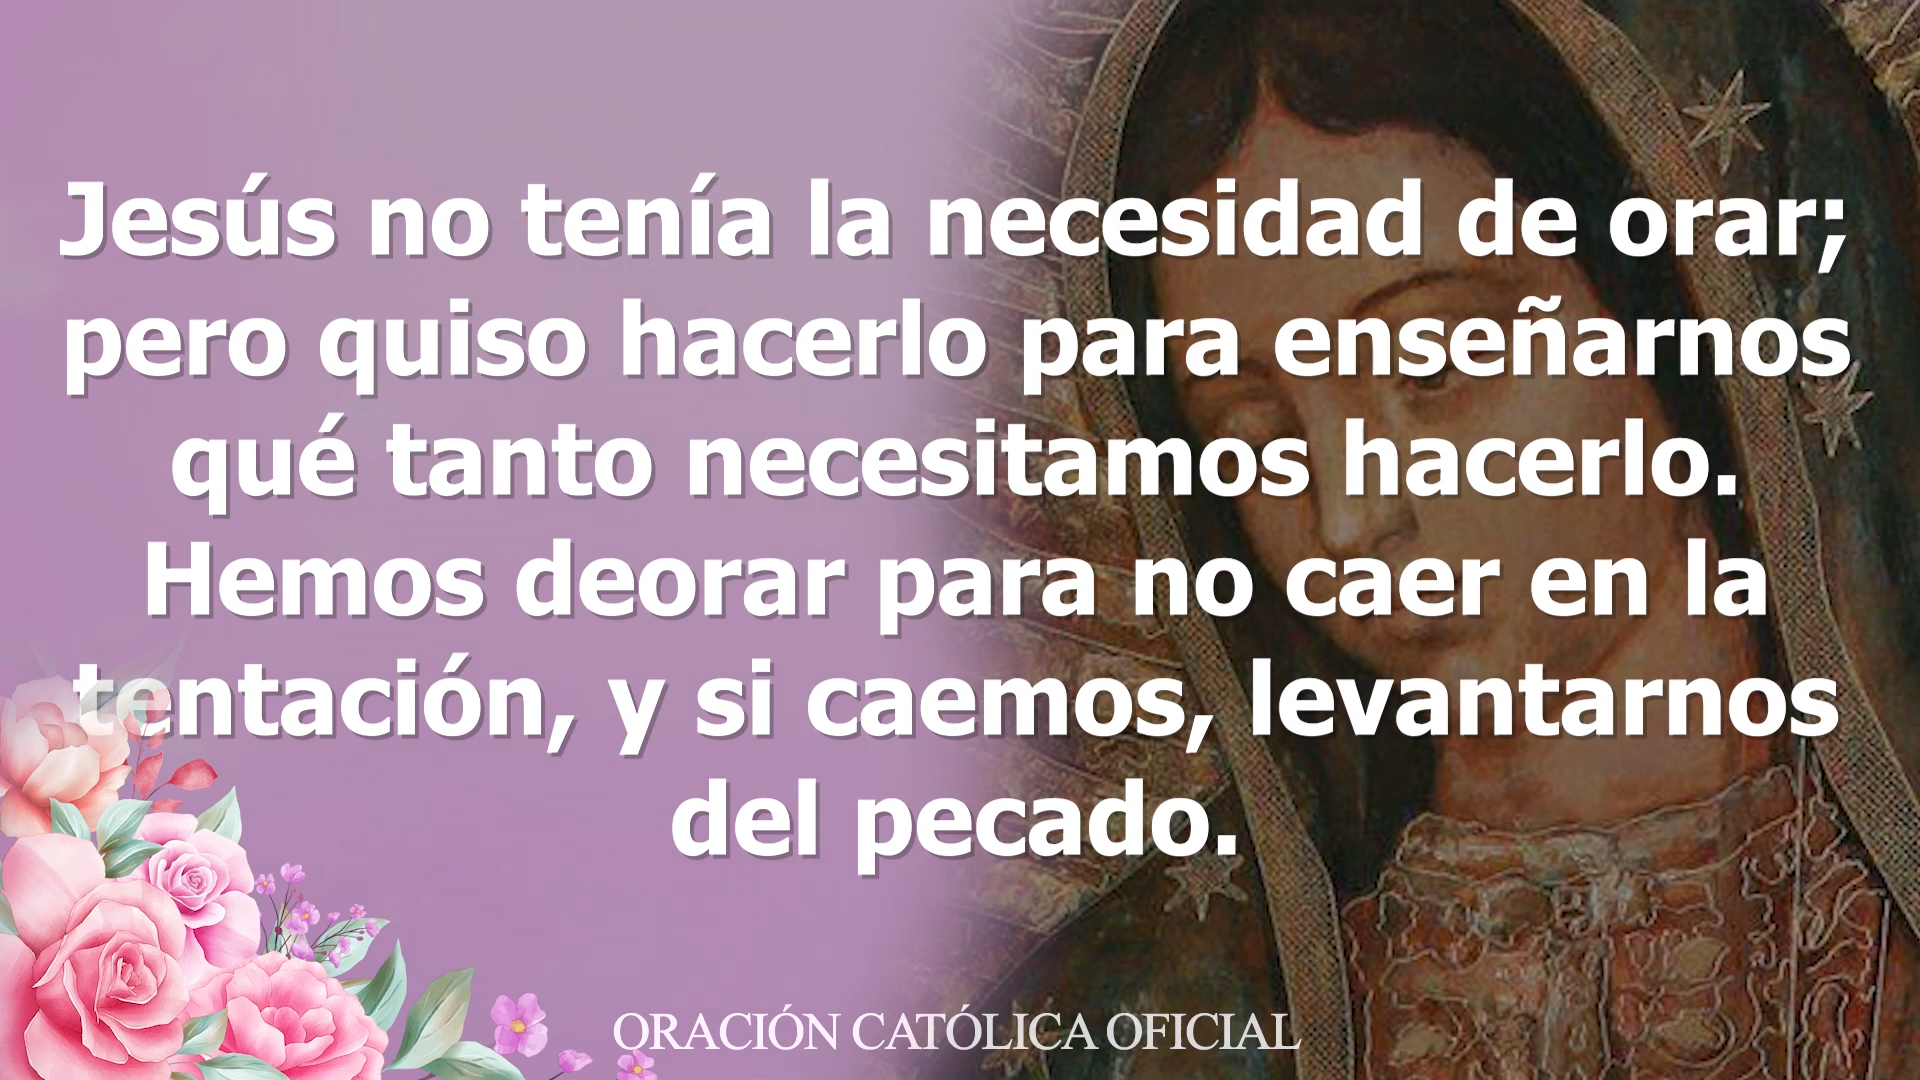 Jesús no tenía la necesidad de orar;
pero quiso hacerlo para enseñarnos
qué tanto necesitamos hacerlo.
Hemos deorar para no caer en la
tentación, y si caemos, levantarnos
del pecado.
ORACIÓN CATÓLICA OFICIAL